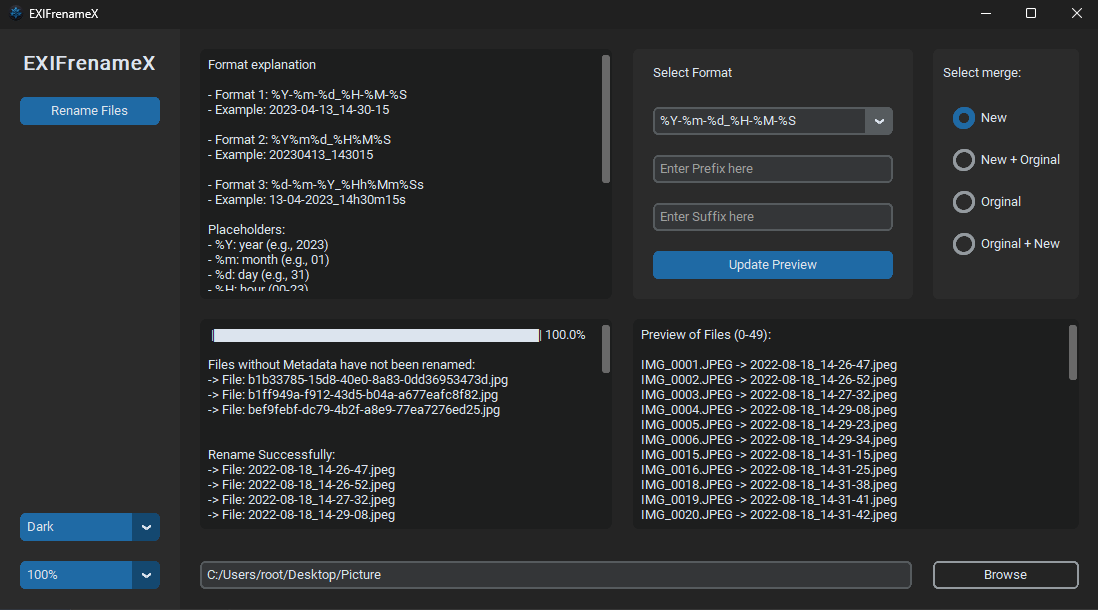 EXIFrenameX
EXIFrenameX
Rename Files
Format explanation
- Format 1: %Y-%m-%d_%H-%M-%S
- Example: 2023-04-13_14-30-15
- Format 2: %Y%m%d_%H%M%S
- Example: 20230413_143015
- Format 3: %d-%m-%Y_%Hh%Mm%Ss
- Example: 13-04-2023_14h30m15s
Placeholders:
- %Y: year (e.g., 2023)
- %m: month (e.g., 01)
- %d: day (e.g., 31)
- %H: hour (00-23)
Select Format
%Y-%m-%d_%H-%M-%S
Enter Prefix here
Enter Suffix here
Update Preview
Select merge:
New
New + Orginal
Orginal
Orginal + New
100.0%
Files without Metadata have not been renamed:
-> File: b1b33785-15d8-40e0-8a83-0dd36953473d.jpg
-> File: b1ff949a-f912-43d5-b04a-a677eafc8f82.jpg
-> File: bef9febf-dc79-4b2f-a8e9-77ea7276ed25.jpg
Rename Successfully:
-> File: 2022-08-18_14-26-47.jpeg
-> File: 2022-08-18_14-26-52.jpeg
-> File: 2022-08-18_14-27-32.jpeg
-> File: 2022-08-18_14-29-08.jpeg
Preview of Files (0-49):
IMG_0001.JPEG -> 2022-08-18_14-26-47.jpeg
IMG_0002.JPEG -> 2022-08-18_14-26-52.jpeg
IMG_0003.JPEG -> 2022-08-18_14-27-32.jpeg
IMG_0004.JPEG -> 2022-08-18_14-29-08.jpeg
IMG_0005.JPEG -> 2022-08-18_14-29-23.jpeg
IMG_0006.JPEG -> 2022-08-18_14-29-34.jpeg
IMG_0015.JPEG -> 2022-08-18_14-31-15.jpeg
IMG_0016.JPEG -> 2022-08-18_14-31-25.jpeg
IMG_0018.JPEG -> 2022-08-18_14-31-38.jpeg
IMG_0019.JPEG -> 2022-08-18_14-31-41.jpeg
IMG_0020.JPEG -> 2022-08-18_14-31-42.jpeg
Dark
100%
C:/Users/root/Desktop/Picture
Browse